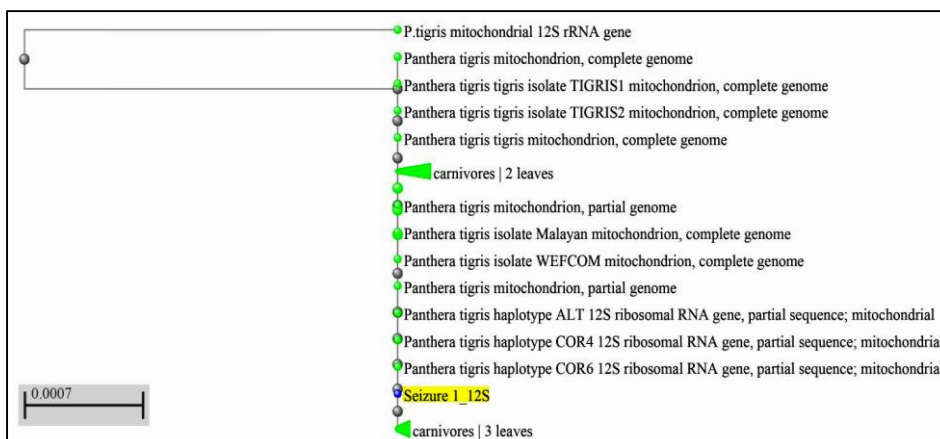 P.tigris mitochondrial 12S rRNA gene
Panthera tigris mitochondrion, complete genome
Panthera tigris tigris isolate TIGRIS1 mitochondrion, complete genome
Panthera tigris tigris isolate TIGRIS2 mitochondrion, complete genome
Panthera tigris tigris mitochondrion, complete genome
carnivores | 2 leaves
Panthera tigris mitochondrion, partial genome
Panthera tigris isolate Malayan mitochondrion, complete genome
Panthera tigris isolate WEFCOM mitochondrion, complete genome
Panthera tigris mitochondrion, partial genome
Panthera tigris haplotype ALT 12S ribosomal RNA gene, partial sequence; mitochondrial
Panthera tigris haplotype COR4 12S ribosomal RNA gene, partial sequence; mitochondria
Panthera tigris haplotype COR6 12S ribosomal RNA gene, partial sequence; mitochondria
Seizure 1_12S
0.0007
carnivores | 3 leaves